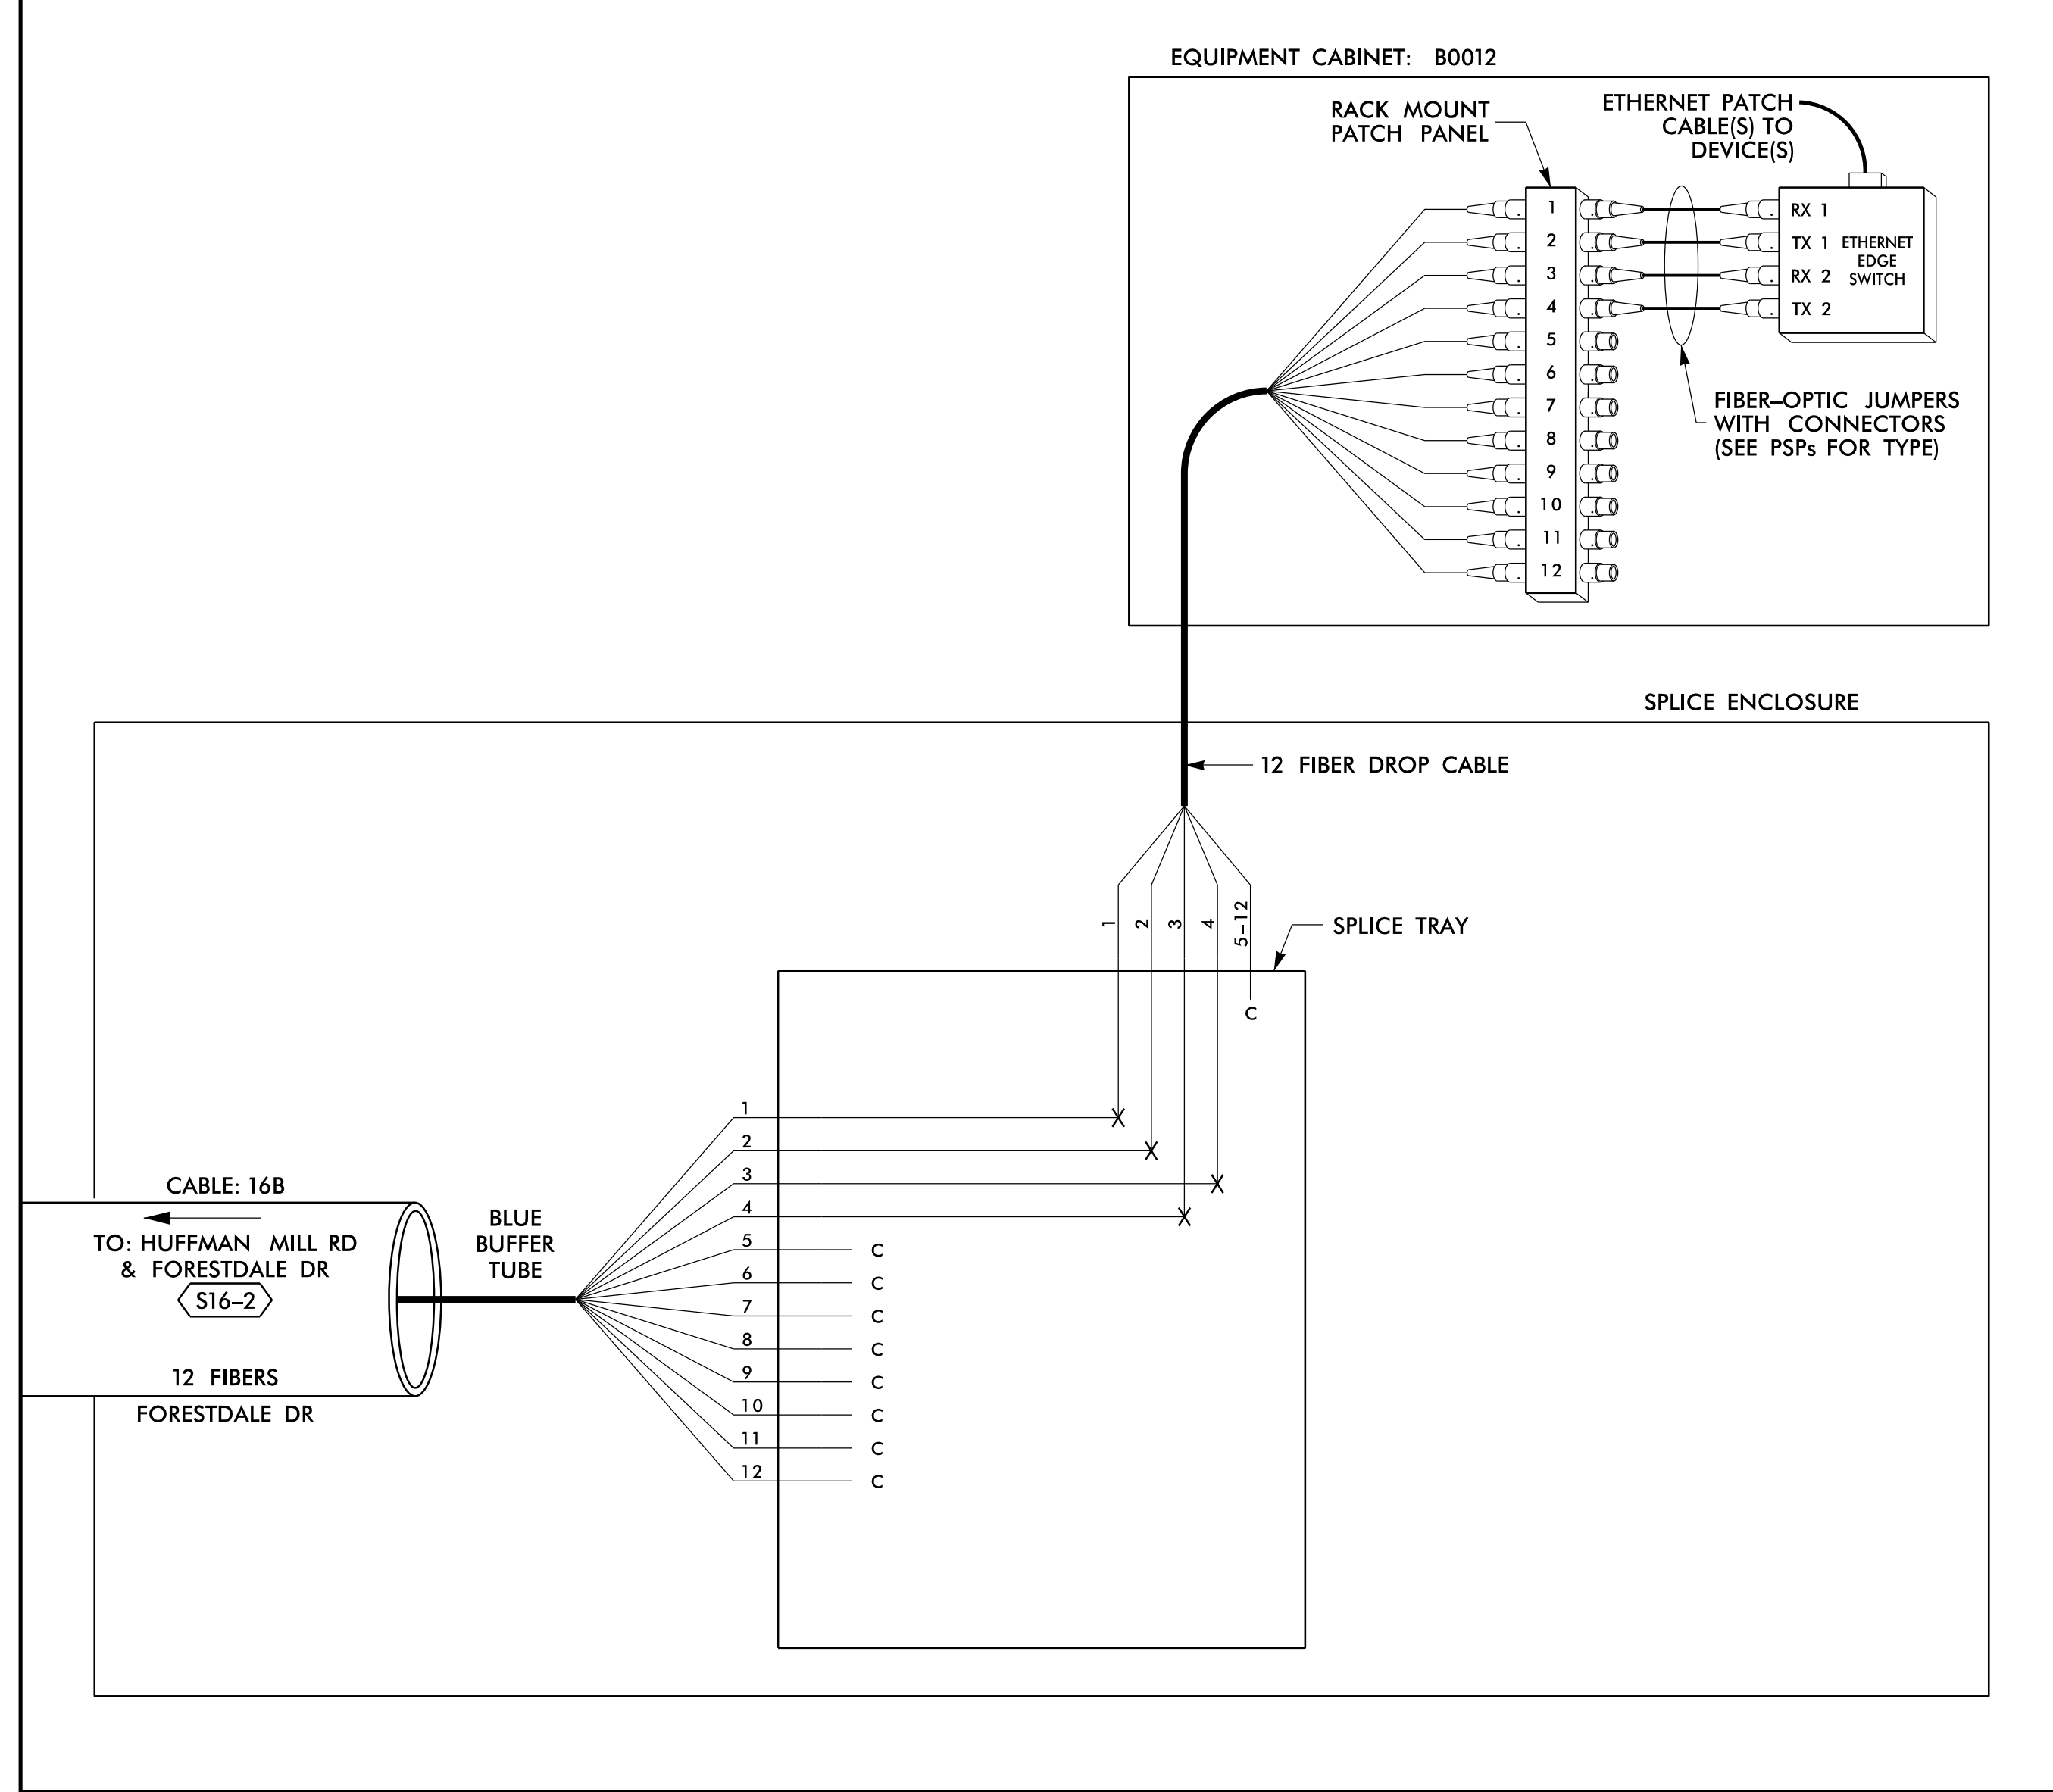 EQUIPMENT CABINET: B0012
RACK MOUNT
PATCH PANEL
ETHERNET PATCH
CABLE(S) TO
DEVICE(S)
1
2
3
4
5
6
7
8
9
10
11
12
RX 1
TX 1
RX 2
TX 2
ETHERNET
EDGE
SWITCH
FIBER-OPTIC JUMPERS
WITH CONNECTORS
(SEE PSPs FOR TYPE)
SPLICE ENCLOSURE
12 FIBER DROP CABLE
1
2
3
4
5-12
SPLICE TRAY
C
CABLE: 16B
TO: HUFFMAN MILL RD
& FORESTDALE DR
S16-2
12 FIBERS
FORESTDALE DR
BLUE
BUFFER
TUBE
1
2
3
4
5 C
6 C
7 C
8 C
9 C
10 C
11 C
12 C